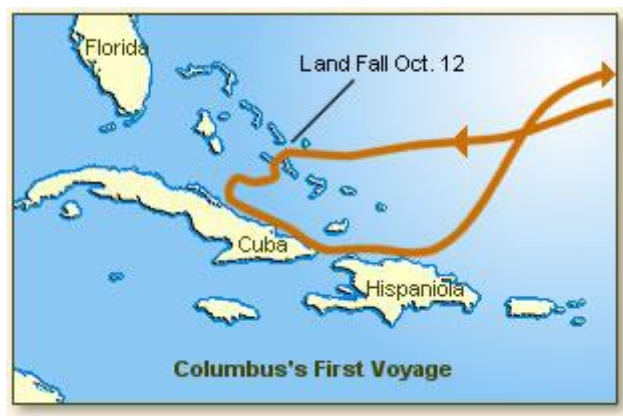 Florida
Land Fall Oct. 12
Cuba
Hispaniola
Columbus's First Voyage